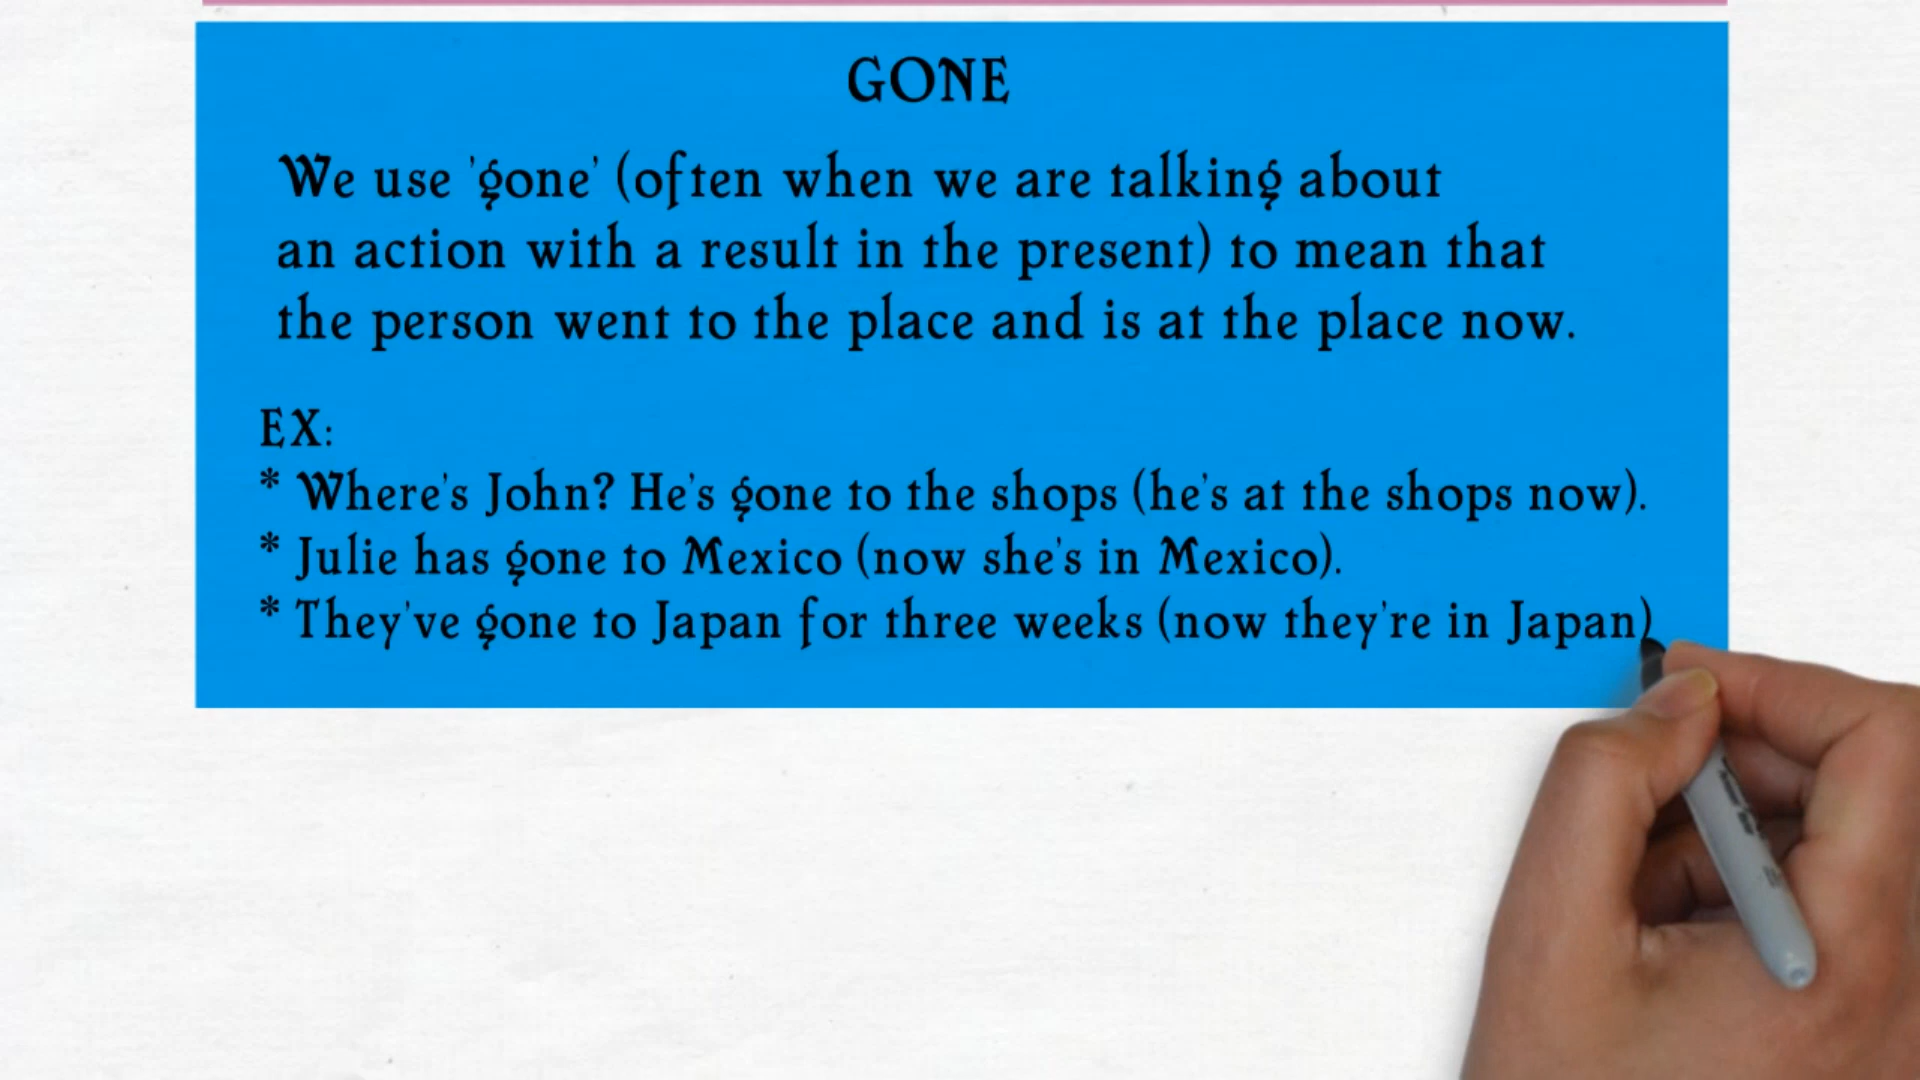 GONE
We use 'gone' (often when we are talking about
an action with a result in the present) to mean that
the person went to the place and is at the place now.
EX:
* Where's John? He's gone to the shops (he's at the shops now).
* Julie has gone to Mexico (now she's in Mexico).
* They've gone to Japan for three weeks (now they're in Japan)